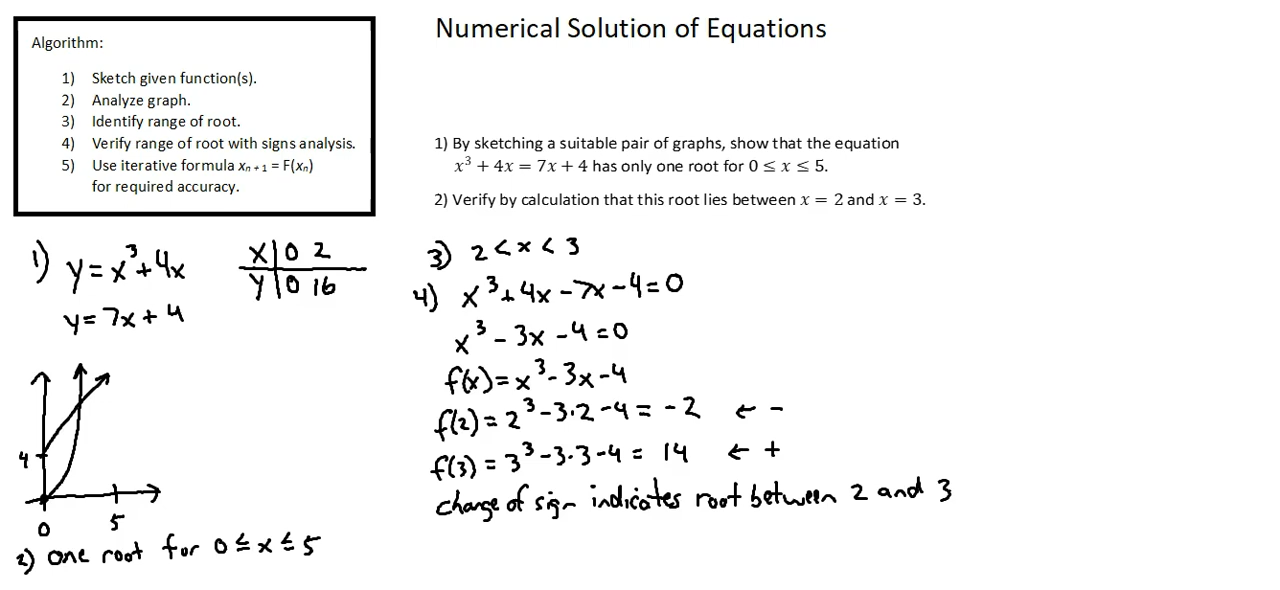 Algorithm:
1) Sketch given function(s).
2) Analyze graph.
3) Identify range of root.
4) Verify range of root with signs analysis.
5) Use iterative formula xₙ₊₁ = F(xₙ)
for required accuracy.
Numerical Solution of Equations
1) By sketching a suitable pair of graphs, show that the equation
x³ + 4x = 7x + 4 has only one root for 0 ≤ x ≤ 5.
2) Verify by calculation that this root lies between x = 2 and x = 3.
1) y = x³ + 4x
y = 7x + 4
x | 0 2
y | 0 16
4
0 5
2) one root for 0 ≤ x ≤ 5
3) 2 < x < 3
4) x³ + 4x - 7x - 4 = 0
x³ - 3x - 4 = 0
f(x) = x³ - 3x - 4
f(2) = 2³ - 3·2 - 4 = -2 ← -
f(3) = 3³ - 3·3 - 4 = 14 ← +
change of sign indicates root between 2 and 3